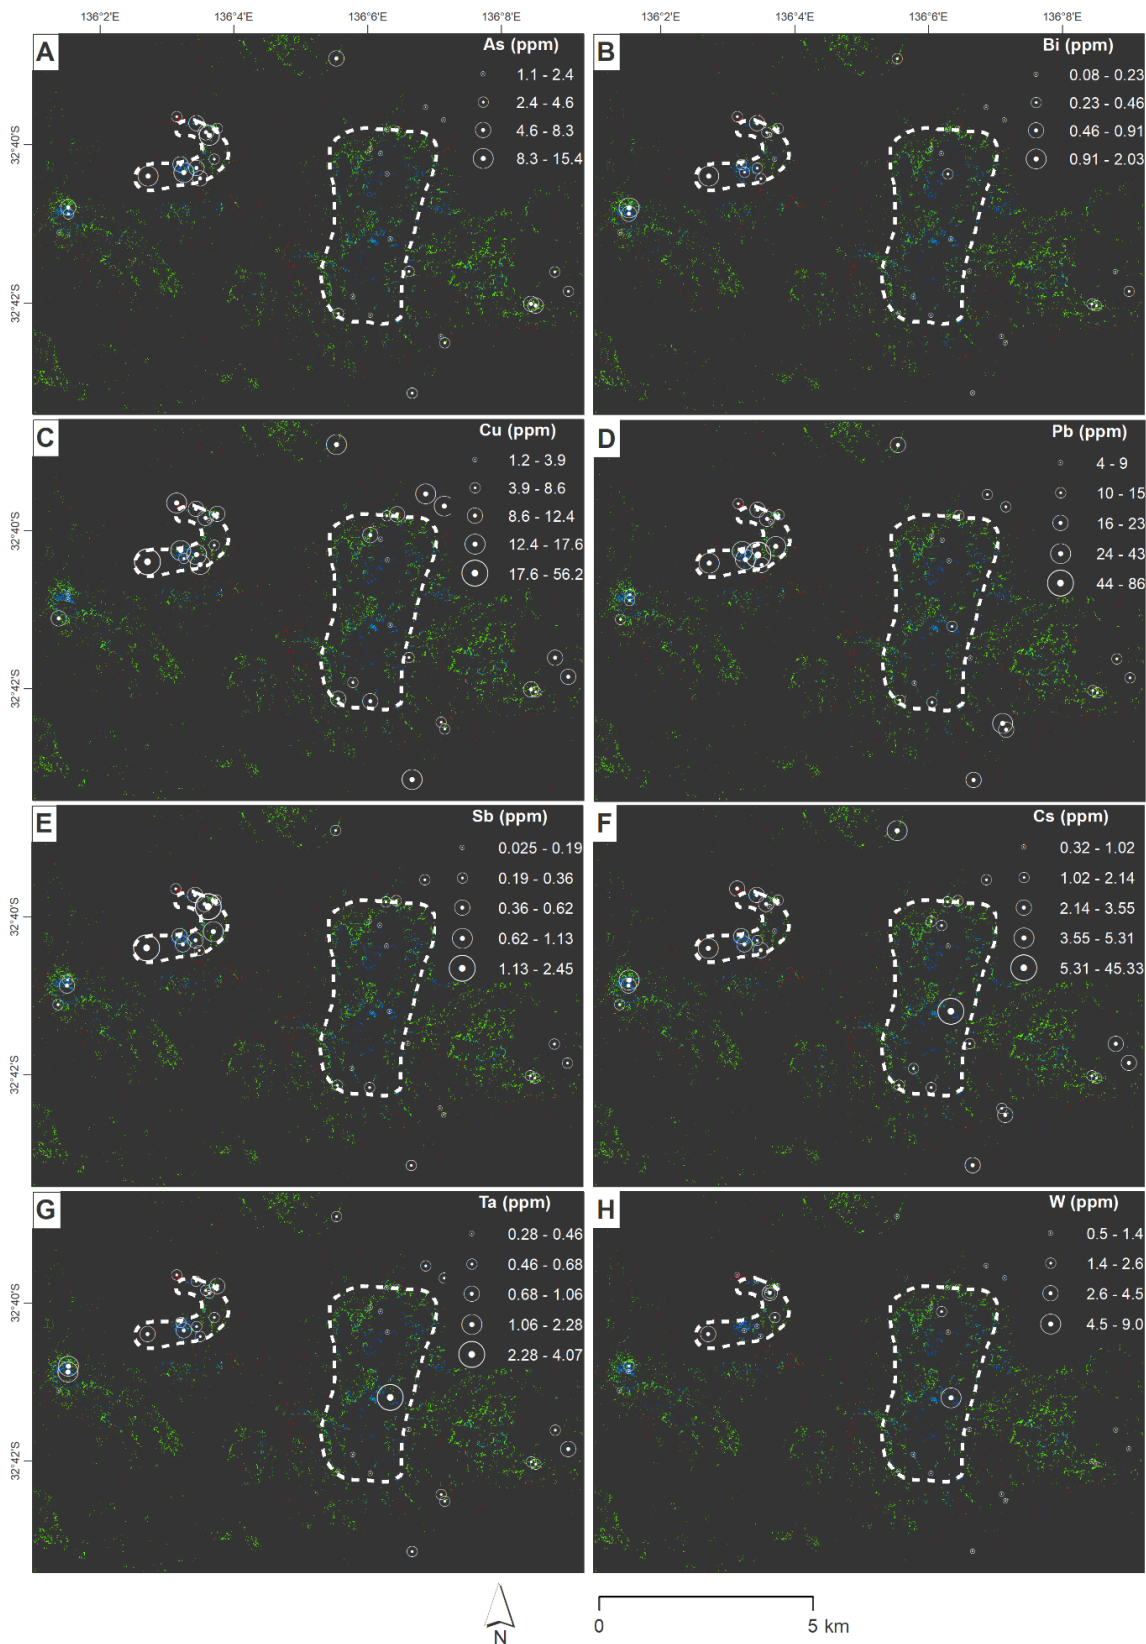 136°2'E 136°4'E 136°6'E 136°8'E 136°2'E 136°4'E 136°6'E 136°8'E
A As (ppm)
1.1 - 2.4
2.4 - 4.6
4.6 - 8.3
8.3 - 15.4
32°40'S
32°42'S
B Bi (ppm)
0.08 - 0.23
0.23 - 0.46
0.46 - 0.91
0.91 - 2.03
C Cu (ppm)
1.2 - 3.9
3.9 - 8.6
8.6 - 12.4
12.4 - 17.6
17.6 - 56.2
32°40'S
32°42'S
D Pb (ppm)
4 - 9
10 - 15
16 - 23
24 - 43
44 - 86
E Sb (ppm)
0.025 - 0.19
0.19 - 0.36
0.36 - 0.62
0.62 - 1.13
1.13 - 2.45
32°40'S
32°42'S
F Cs (ppm)
0.32 - 1.02
1.02 - 2.14
2.14 - 3.55
3.55 - 5.31
5.31 - 45.33
G Ta (ppm)
0.28 - 0.46
0.46 - 0.68
0.68 - 1.06
1.06 - 2.28
2.28 - 4.07
32°40'S
32°42'S
H W (ppm)
0.5 - 1.4
1.4 - 2.6
2.6 - 4.5
4.5 - 9.0
N
0 5 km